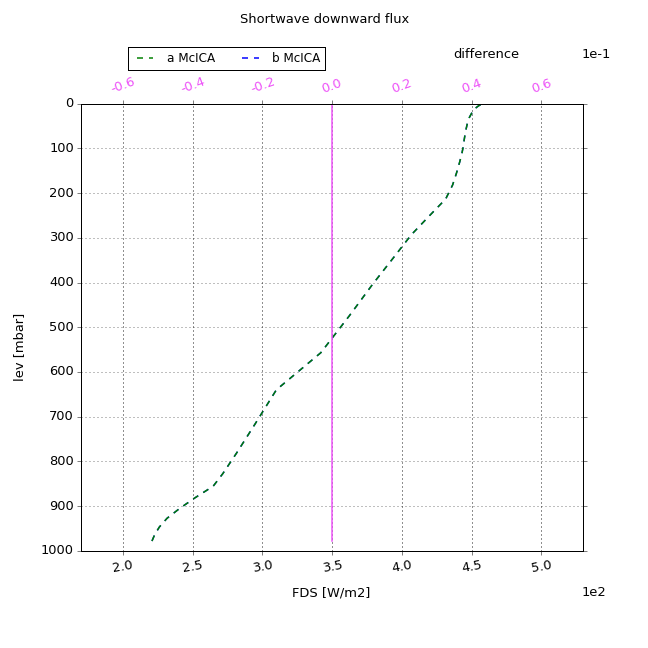 Shortwave downward flux
a McICA b McICA difference 1e-1
-0.6 -0.4 -0.2 0.0 0.2 0.4 0.6
0
100
200
300
400
500
600
700
800
900
1000
lev [mbar]
2.0 2.5 3.0 3.5 4.0 4.5 5.0
FDS [W/m2] 1e2